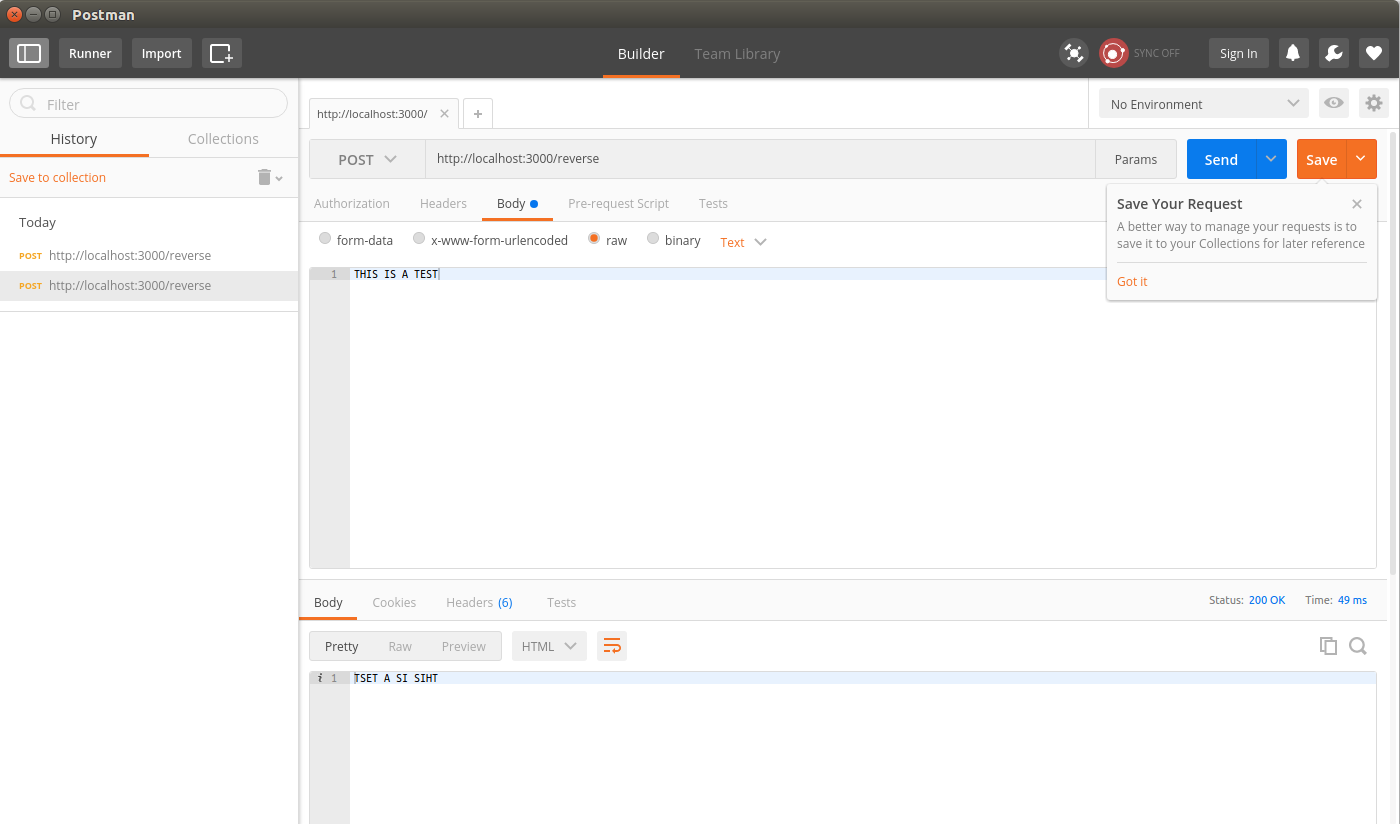 Postman
Runner
Import
Builder
Team Library
SYNC OFF
Sign In
Filter
History
Collections
Save to collection
Today
POST http://localhost:3000/reverse
POST http://localhost:3000/reverse
http://localhost:3000/
No Environment
POST
http://localhost:3000/reverse
Params
Send
Save
Authorization
Headers
Body
Pre-request Script
Tests
Save Your Request
A better way to manage your requests is to
save it to your Collections for later reference
Got it
form-data
x-www-form-urlencoded
raw
binary
Text
1 THIS IS A TEST
Body
Cookies
Headers (6)
Tests
Status: 200 OK
Time: 49 ms
Pretty
Raw
Preview
HTML
i 1 TSET A SI SIHT